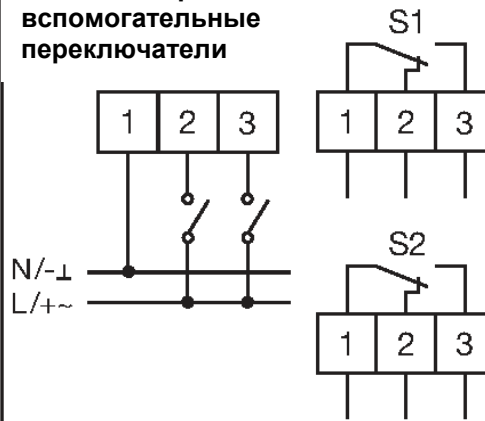 вспомогательные
переключатели
S1
1 2 3
1 2 3
N/-⊥
L/+~
S2
1 2 3